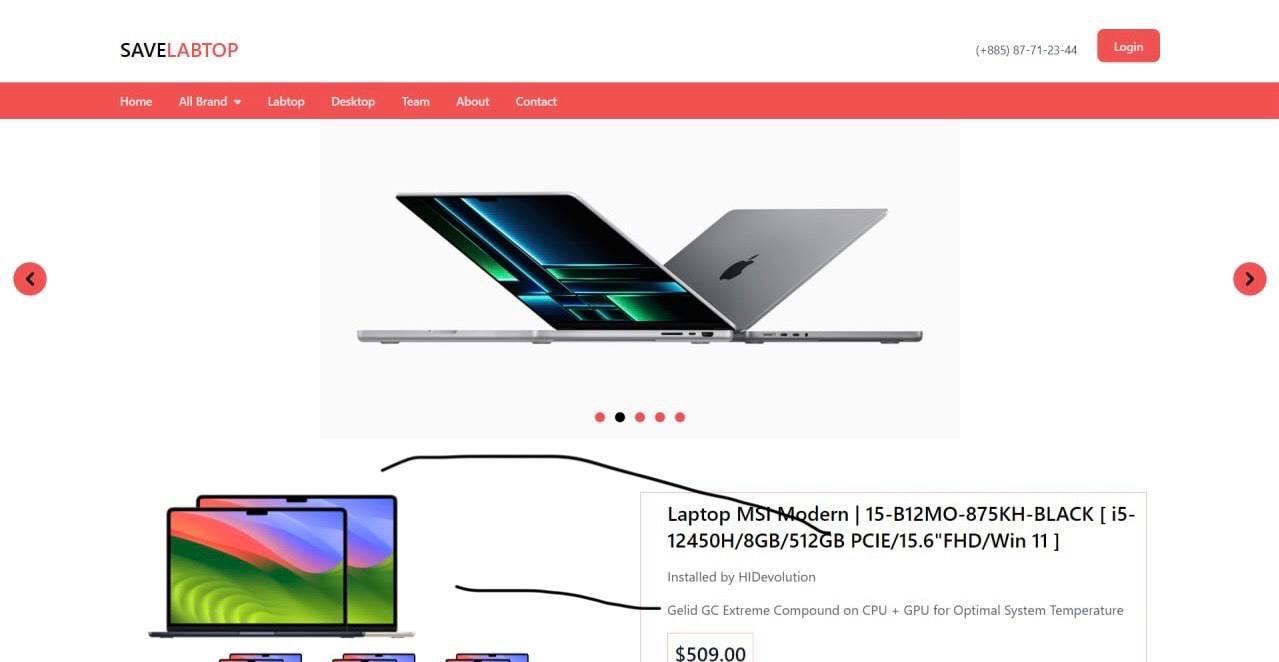 SAVELABTOP
(+885) 87-71-23-44
Login
Home
All Brand
Labtop
Desktop
Team
About
Contact
Laptop MSI Modern | 15-B12MO-875KH-BLACK [ i5-
12450H/8GB/512GB PCIE/15.6"FHD/Win 11 ]
Installed by HIDevolution
Gelid GC Extreme Compound on CPU + GPU for Optimal System Temperature
$509.00